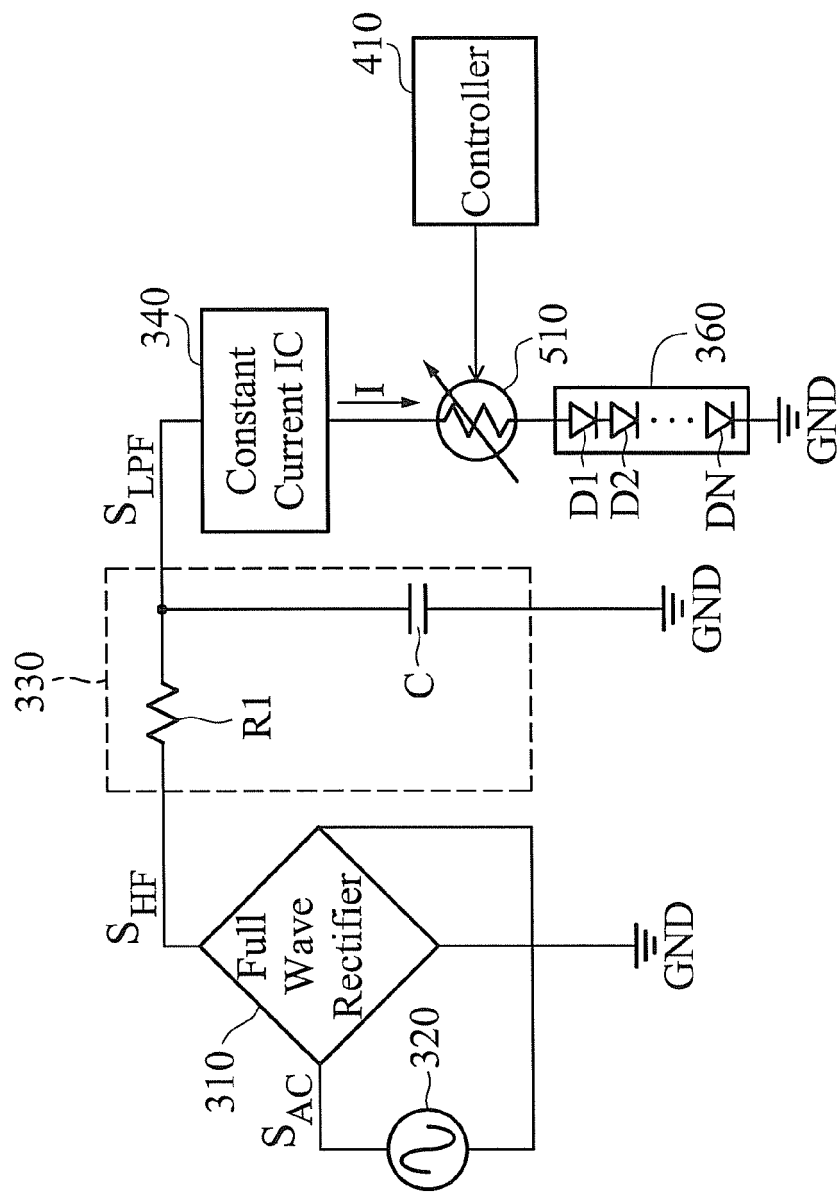 S_AC
320
310
Full
Wave
Rectifier
GND
S_HF
330
R1
C
GND
S_LPF
340
Constant
Current IC
I
510
D1
D2
. . .
DN
360
GND
410
Controller